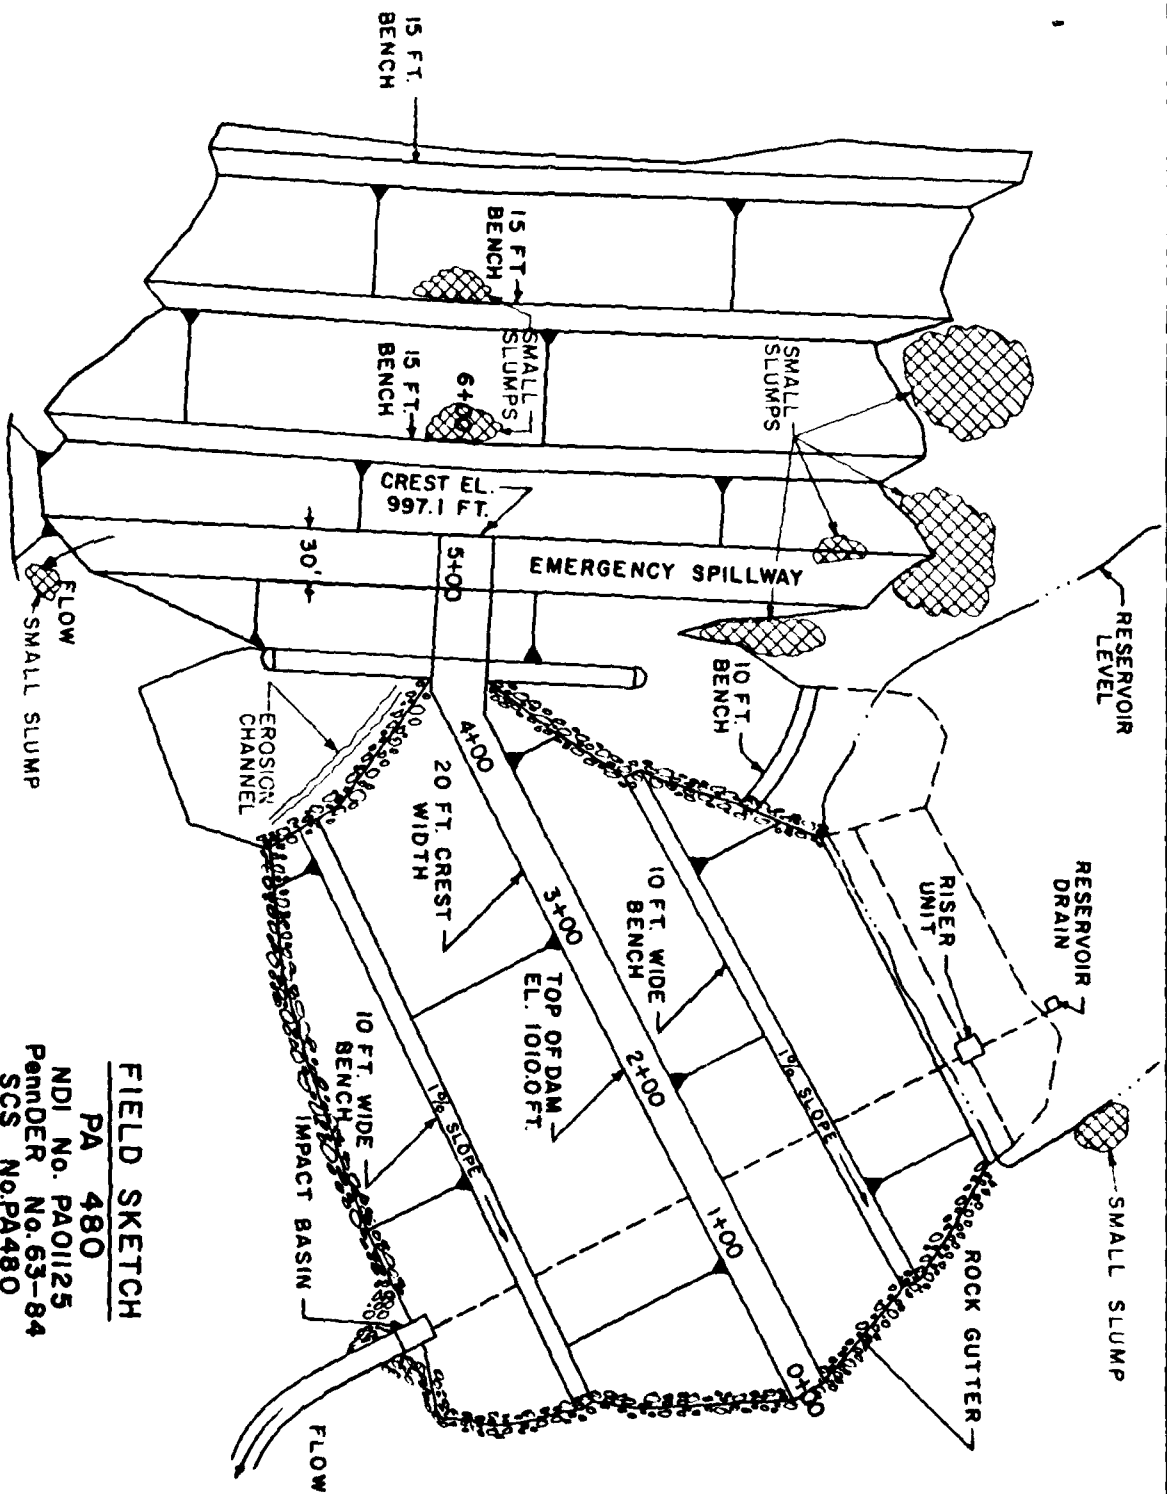 15 FT.
BENCH
15 FT.
BENCH
SMALL
SLUMPS
15 FT.
BENCH
6+00
SMALL
SLUMPS
CREST EL.
997.1 FT.
30'
5+00
EMERGENCY SPILLWAY
FLOW
SMALL SLUMP
EROSION
CHANNEL
10 FT.
BENCH
RESERVOIR
LEVEL
4+00
20 FT. CREST
WIDTH
3+00
10 FT. WIDE
BENCH
RISER
UNIT
RESERVOIR
DRAIN
TOP OF DAM
EL. 1010.0 FT.
2+00
1% SLOPE
10 FT. WIDE
BENCH
1% SLOPE
IMPACT BASIN
1+00
0+00
ROCK GUTTER
SMALL SLUMP
FLOW
FIELD SKETCH
PA 480
NDI No. PA01125
PennDER No. 63-84
SCS No. PA480